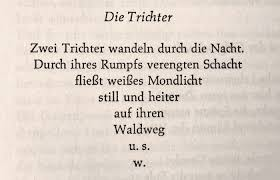 Die Trichter
Zwei Trichter wandeln durch die Nacht.
Durch ihres Rumpfs verengten Schacht
fließt weißes Mondlicht
still und heiter
auf ihren
Waldweg
u. s.
w.